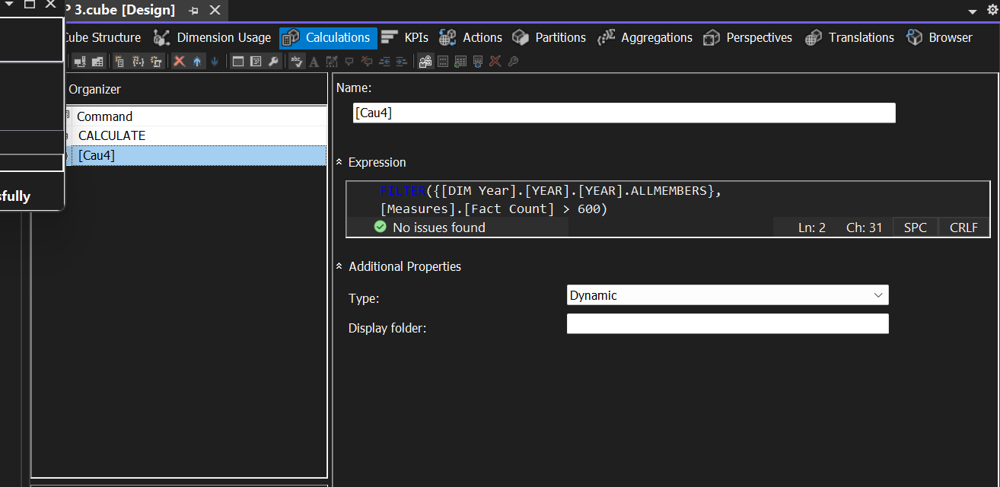 P 3.cube [Design]
Cube Structure Dimension Usage Calculations KPIs Actions Partitions Aggregations Perspectives Translations Browser
abc A
Organizer
Command
CALCULATE
[Cau4]
sfully
Name:
[Cau4]
Expression
FILTER({[DIM Year].[YEAR].[YEAR].ALLMEMBERS},
[Measures].[Fact Count] > 600)
No issues found Ln: 2 Ch: 31 SPC CRLF
Additional Properties
Type: Dynamic
Display folder: